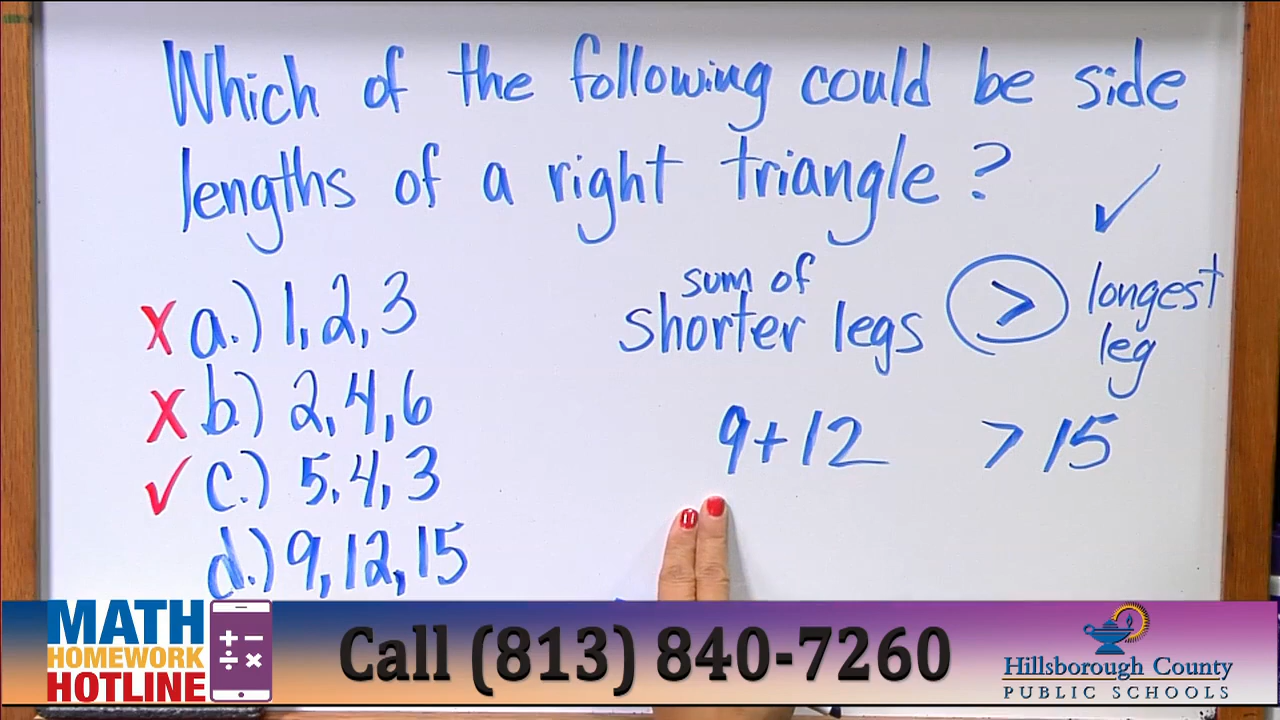 Which of the following could be side
lengths of a right triangle?
✓
X a.) 1, 2, 3
X b.) 2, 4, 6
✓ c.) 5, 4, 3
d.) 9, 12, 15
sum of
shorter legs > longest
leg
9+12 > 15
MATH
HOMEWORK
HOTLINE
+ −
÷ ×
Call (813) 840-7260
Hillsborough County
PUBLIC SCHOOLS